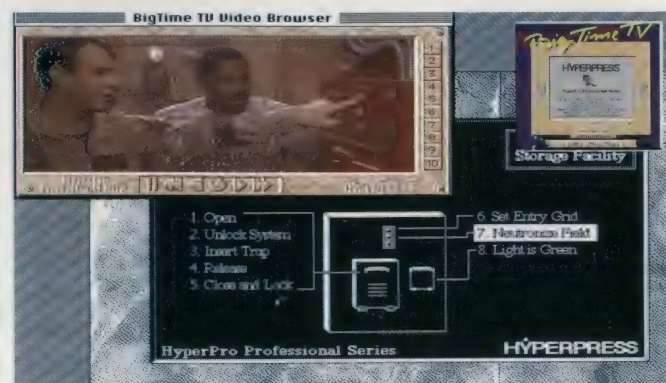 BigTime TV Video Browser
1
2
3
4
5
6
7
8
9
10
Big Time TV
HYPERPRESS
Storage Facility
1. Open
2. Unlock System
3. Insert Trap
4. Release
5. Close and Lock
6. Set Entry Grid
7. Neutronize Field
8. Light is Green
HyperPro Professional Series
HYPERPRESS